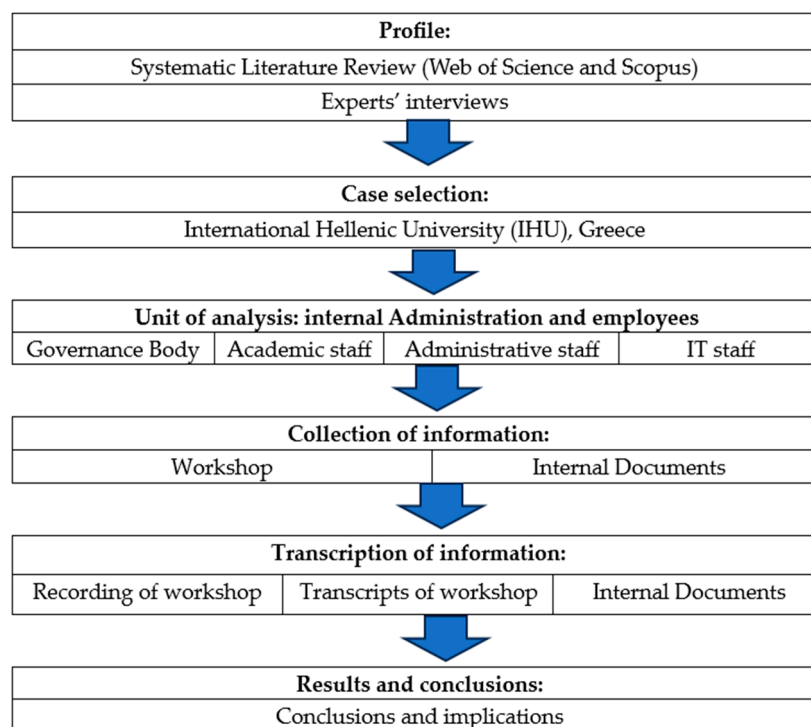 Profile:
Systematic Literature Review (Web of Science and Scopus)
Experts’ interviews
Case selection:
International Hellenic University (IHU), Greece
Unit of analysis: internal Administration and employees
Governance Body Academic staff Administrative staff IT staff
Collection of information:
Workshop Internal Documents
Transcription of information:
Recording of workshop Transcripts of workshop Internal Documents
Results and conclusions:
Conclusions and implications